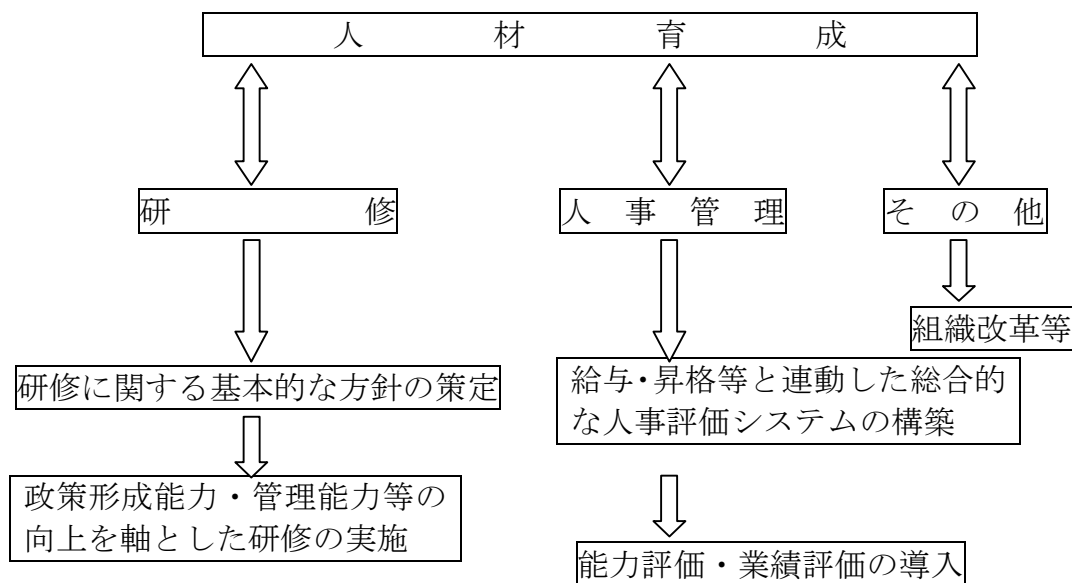 人材育成
研修
人事管理
その他
組織改革等
研修に関する基本的な方針の策定
給与・昇格等と連動した総合的
な人事評価システムの構築
政策形成能力・管理能力等の
向上を軸とした研修の実施
能力評価・業績評価の導入